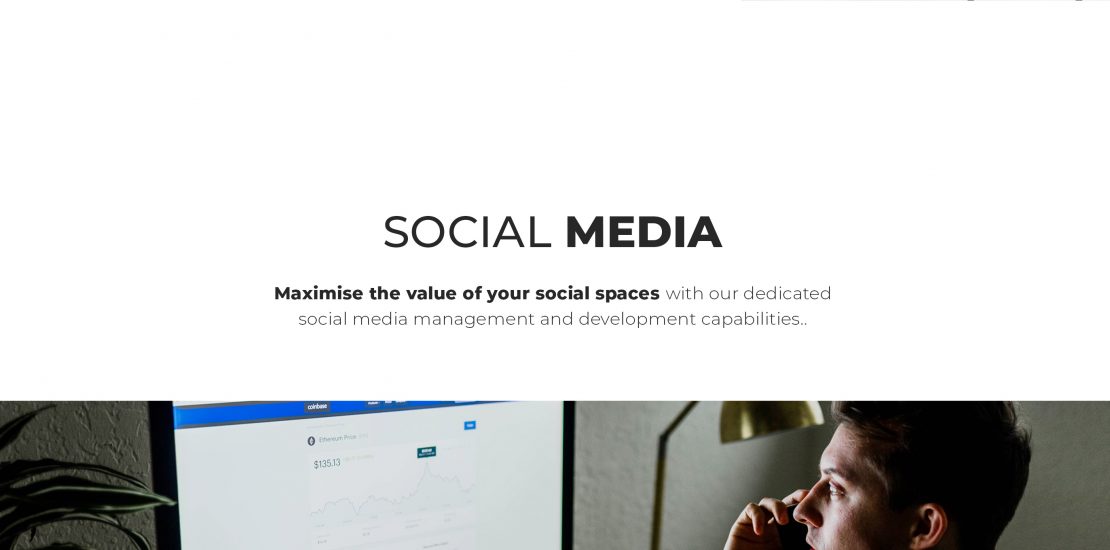 SOCIAL MEDIA
Maximise the value of your social spaces with our dedicated
social media management and development capabilities..
coinbase
Ethereum Price
$135.13